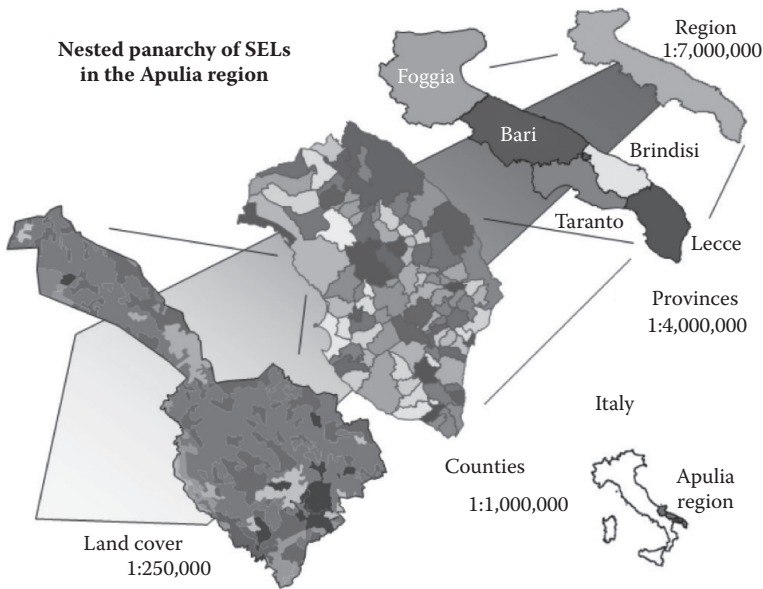 Nested panarchy of SELs
in the Apulia region
Region
1:7,000,000
Foggia
Bari
Brindisi
Taranto
Lecce
Provinces
1:4,000,000
Italy
Counties
1:1,000,000
Apulia
region
Land cover
1:250,000